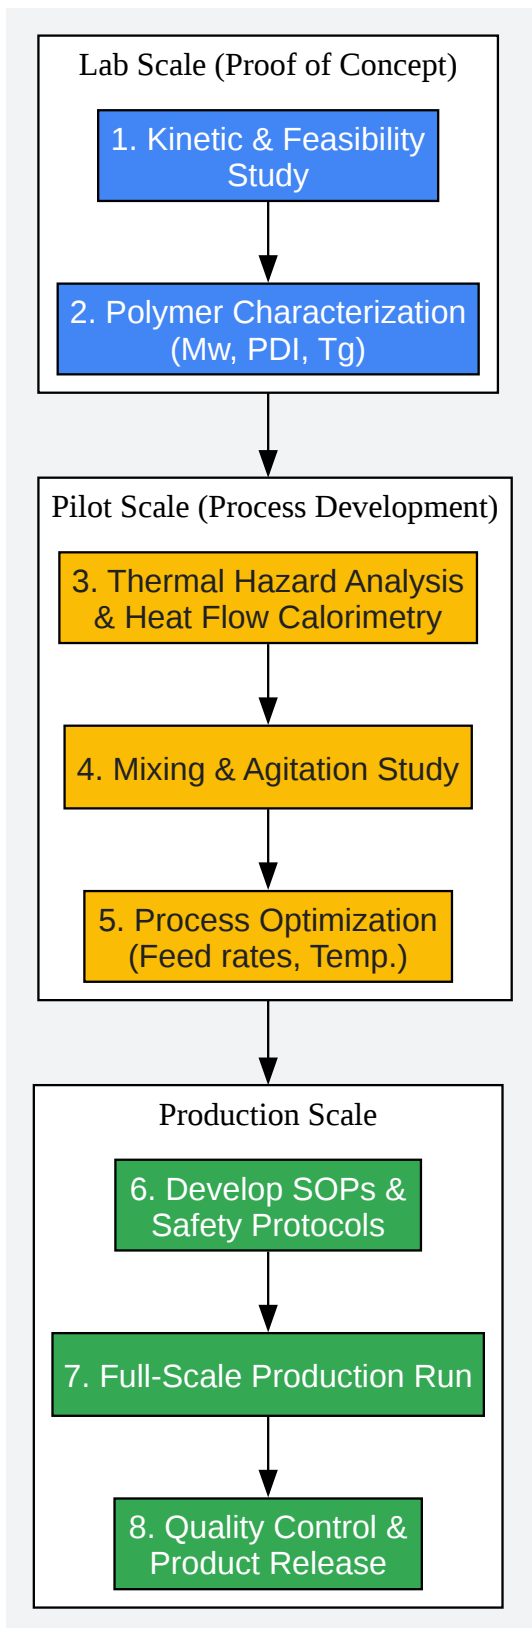 Lab Scale (Proof of Concept)
1. Kinetic & Feasibility
Study
2. Polymer Characterization
(Mw, PDI, Tg)
Pilot Scale (Process Development)
3. Thermal Hazard Analysis
& Heat Flow Calorimetry
4. Mixing & Agitation Study
5. Process Optimization
(Feed rates, Temp.)
Production Scale
6. Develop SOPs &
Safety Protocols
7. Full-Scale Production Run
8. Quality Control &
Product Release